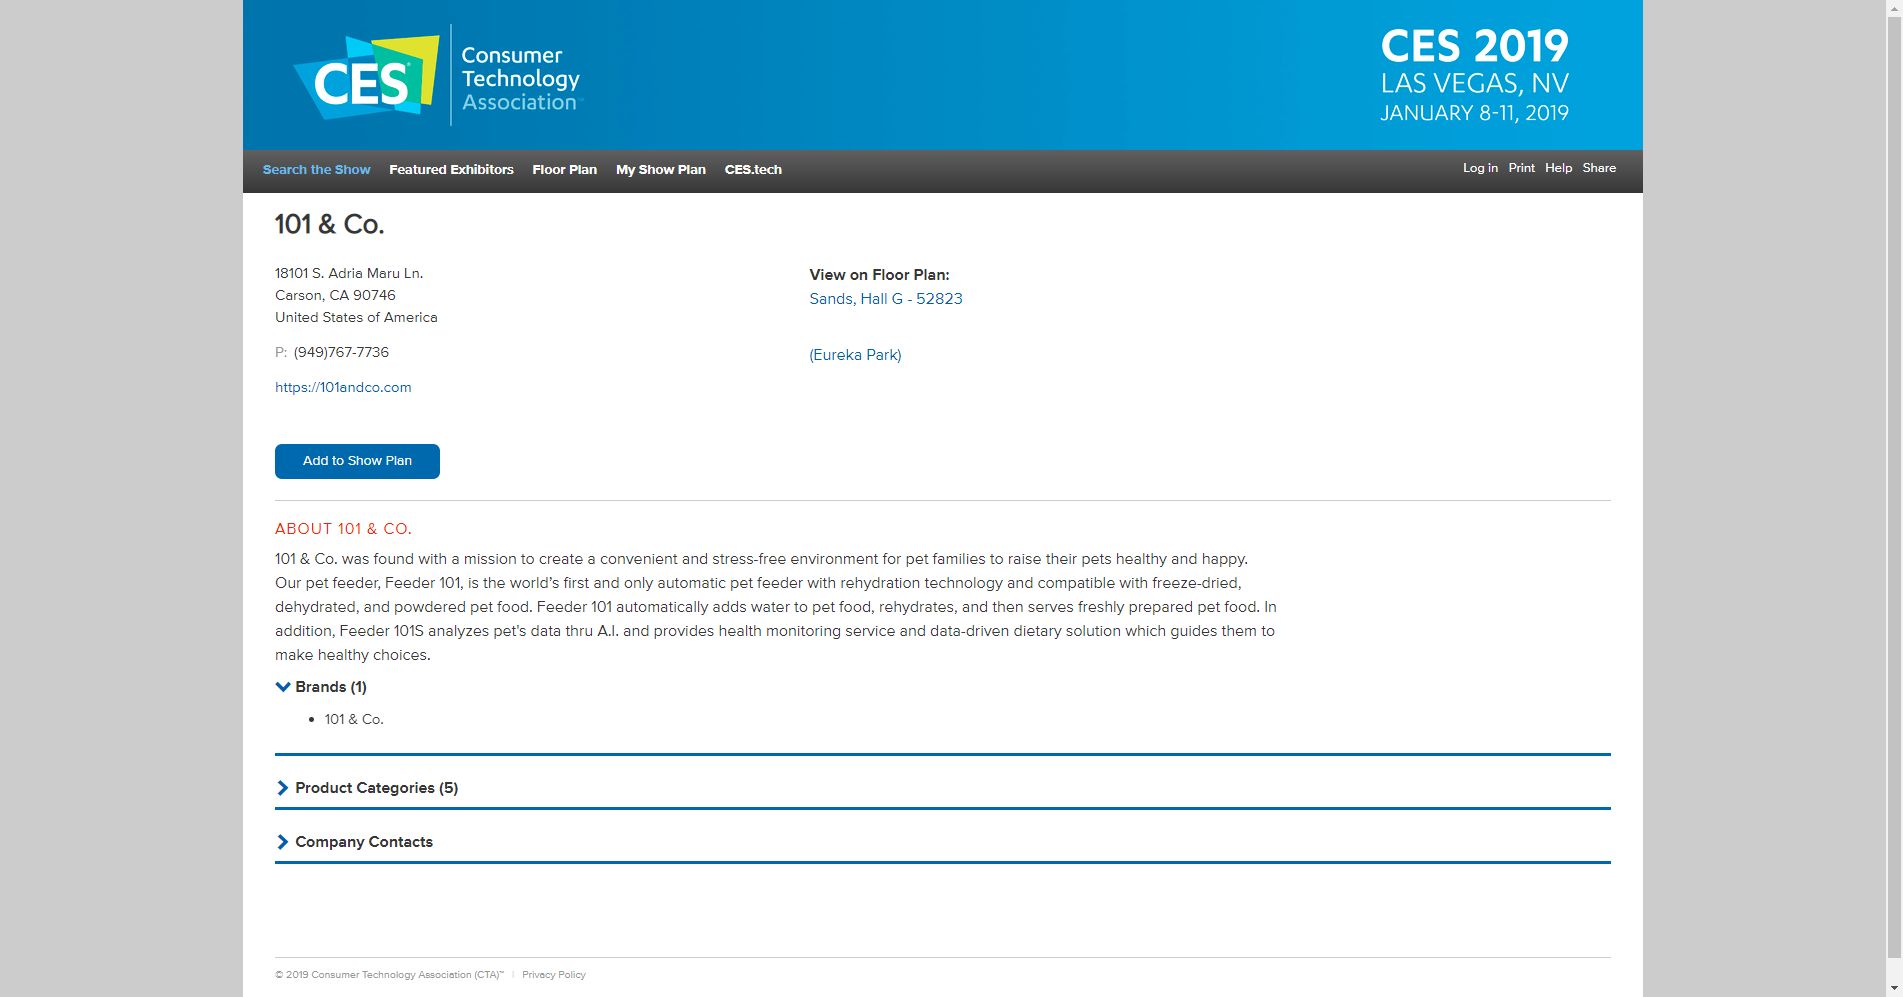 CES
Consumer
Technology
Association
CES 2019
LAS VEGAS, NV
JANUARY 8-11, 2019
Search the Show Featured Exhibitors Floor Plan My Show Plan CES.tech
Log in Print Help Share
101 & Co.
18101 S. Adria Maru Ln.
Carson, CA 90746
United States of America
P: (949)767-7736
https://101andco.com
View on Floor Plan:
Sands, Hall G - 52823
(Eureka Park)
Add to Show Plan
ABOUT 101 & CO.
101 & Co. was found with a mission to create a convenient and stress-free environment for pet families to raise their pets healthy and happy.
Our pet feeder, Feeder 101, is the world’s first and only automatic pet feeder with rehydration technology and compatible with freeze-dried,
dehydrated, and powdered pet food. Feeder 101 automatically adds water to pet food, rehydrates, and then serves freshly prepared pet food. In
addition, Feeder 101S analyzes pet's data thru A.I. and provides health monitoring service and data-driven dietary solution which guides them to
make healthy choices.
Brands (1)
• 101 & Co.
Product Categories (5)
Company Contacts
© 2019 Consumer Technology Association (CTA)™ | Privacy Policy